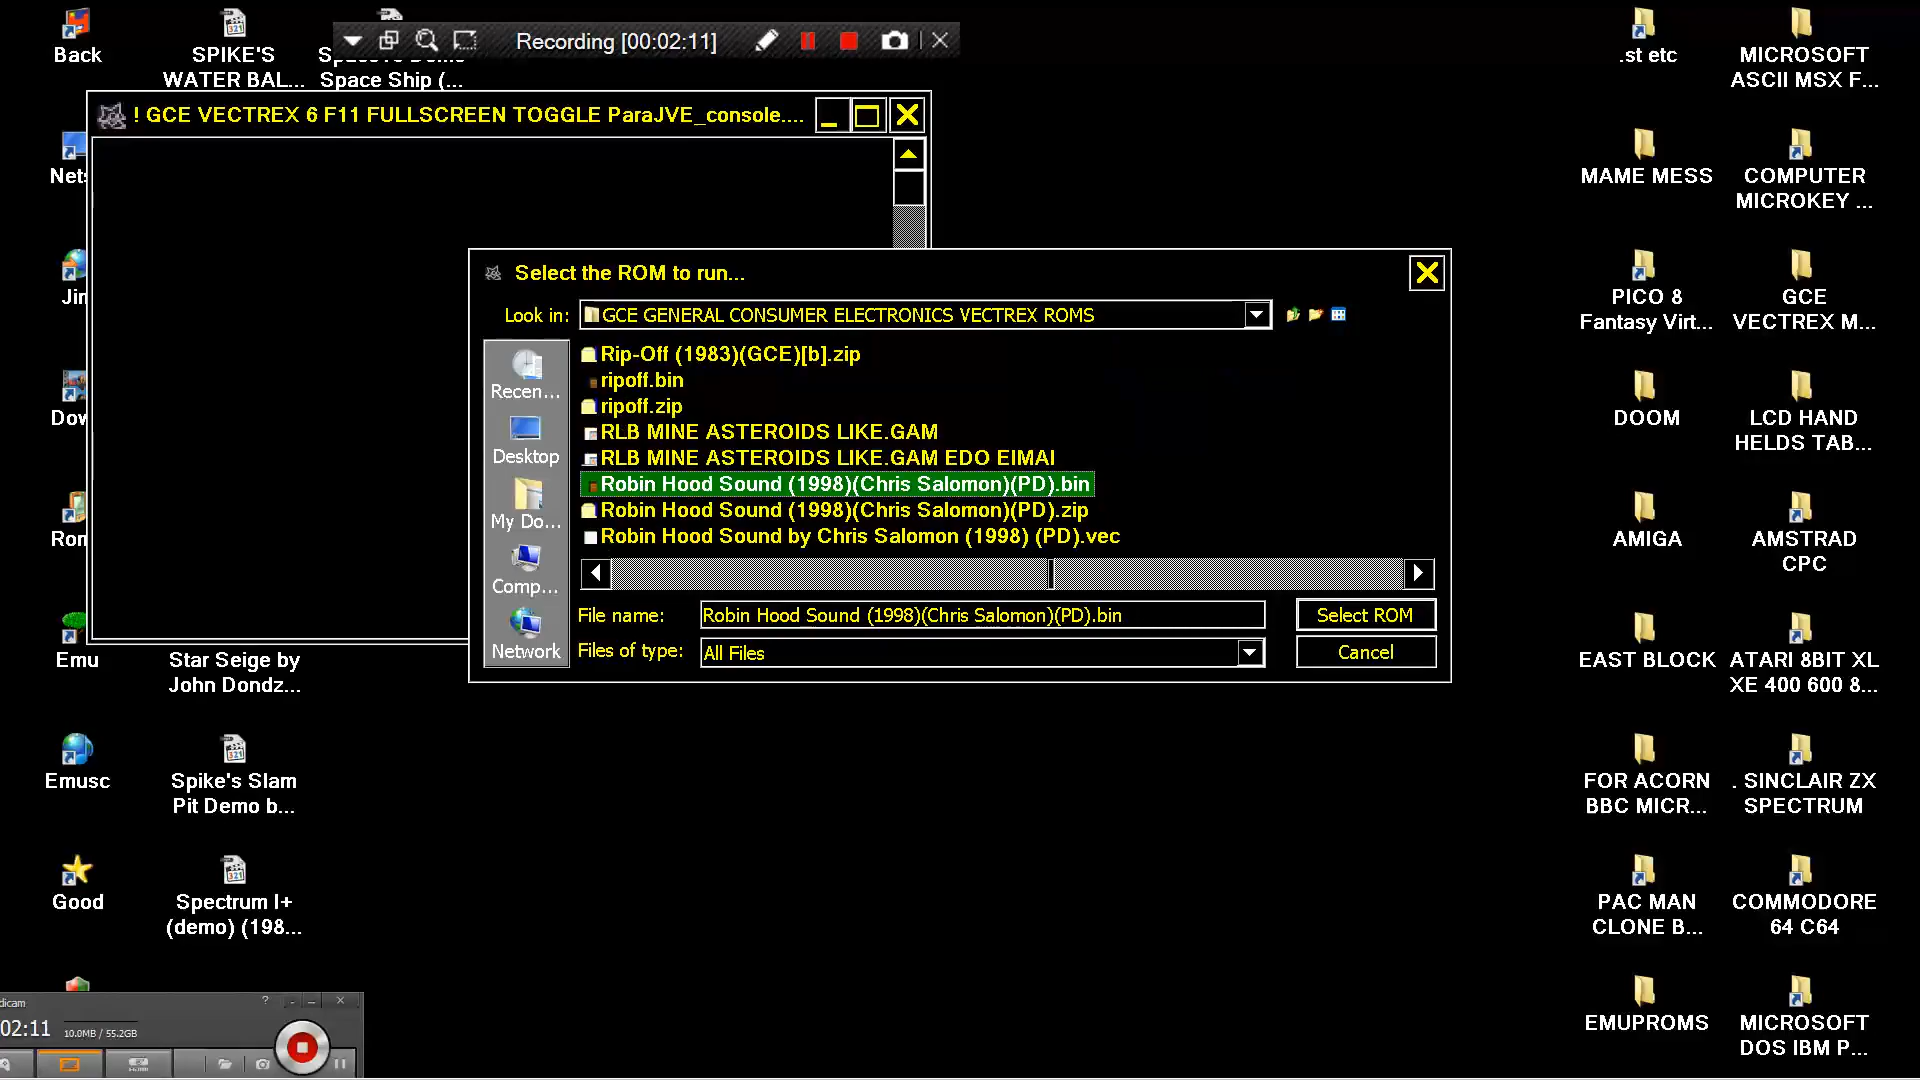 Back
SPIKE'S
WATER BAL...
Space Ship (...
Recording [00:02:11]
.st etc
MICROSOFT
ASCII MSX F...
! GCE VECTREX 6 F11 FULLSCREEN TOGGLE ParaJVE_console....
Nets
MAME MESS
COMPUTER
MICROKEY ...
Select the ROM to run...
Look in:
GCE GENERAL CONSUMER ELECTRONICS VECTREX ROMS
Jin
PICO 8
Fantasy Virt...
GCE
VECTREX M...
Rip-Off (1983)(GCE)[b].zip
ripoff.bin
ripoff.zip
RLB MINE ASTEROIDS LIKE.GAM
RLB MINE ASTEROIDS LIKE.GAM EDO EIMAI
Robin Hood Sound (1998)(Chris Salomon)(PD).bin
Robin Hood Sound (1998)(Chris Salomon)(PD).zip
Robin Hood Sound by Chris Salomon (1998) (PD).vec
Recen...
Desktop
My Do...
Comp...
Network
File name:
Robin Hood Sound (1998)(Chris Salomon)(PD).bin
Select ROM
Files of type:
All Files
Cancel
Dow
DOOM
LCD HAND
HELDS TAB...
Rom
AMIGA
AMSTRAD
CPC
Emu
Star Seige by
John Dondz...
EAST BLOCK
ATARI 8BIT XL
XE 400 600 8...
Emusc
Spike's Slam
Pit Demo b...
FOR ACORN
BBC MICR...
. SINCLAIR ZX
SPECTRUM
Good
Spectrum I+
(demo) (198...
PAC MAN
CLONE B...
COMMODORE
64 C64
dicam
02:11
10.0MB / 55.2GB
EMUPROMS
MICROSOFT
DOS IBM P...